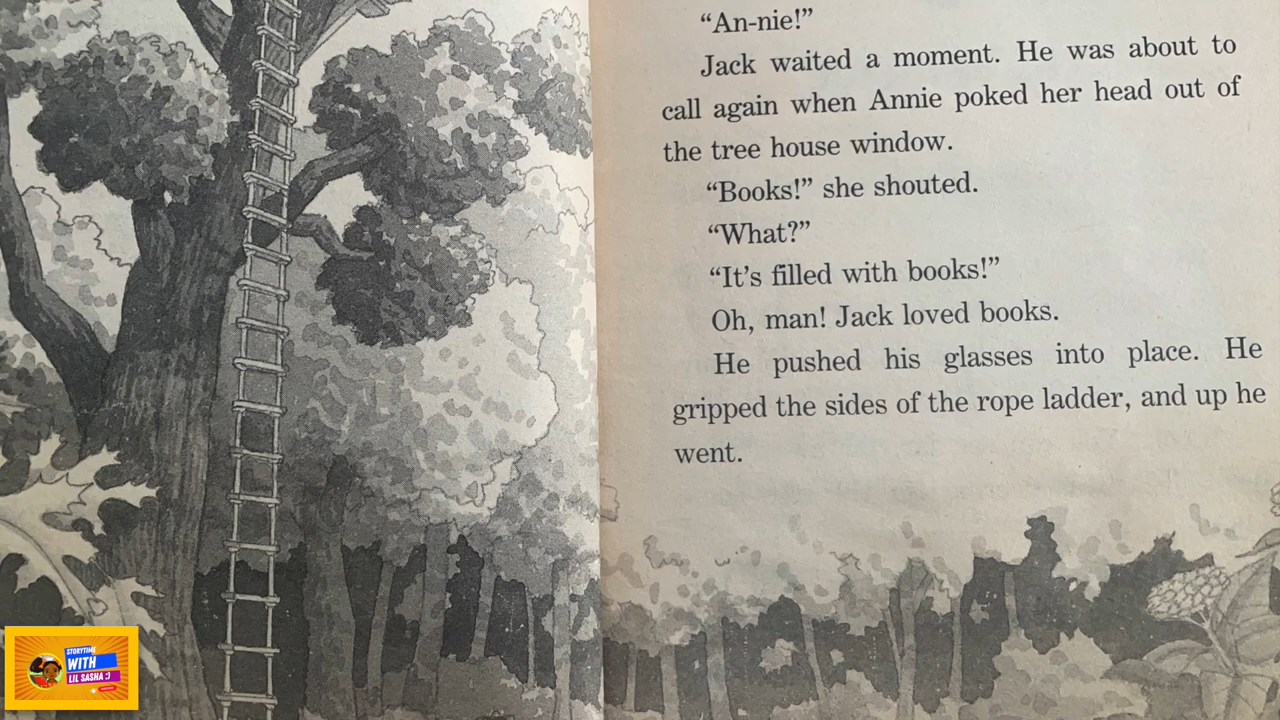 “An-nie!”
Jack waited a moment. He was about to
call again when Annie poked her head out of
the tree house window.
“Books!” she shouted.
“What?”
“It’s filled with books!”
Oh, man! Jack loved books.
He pushed his glasses into place. He
gripped the sides of the rope ladder, and up he
went.
STORYTIME
WITH
LIL SASHA :)